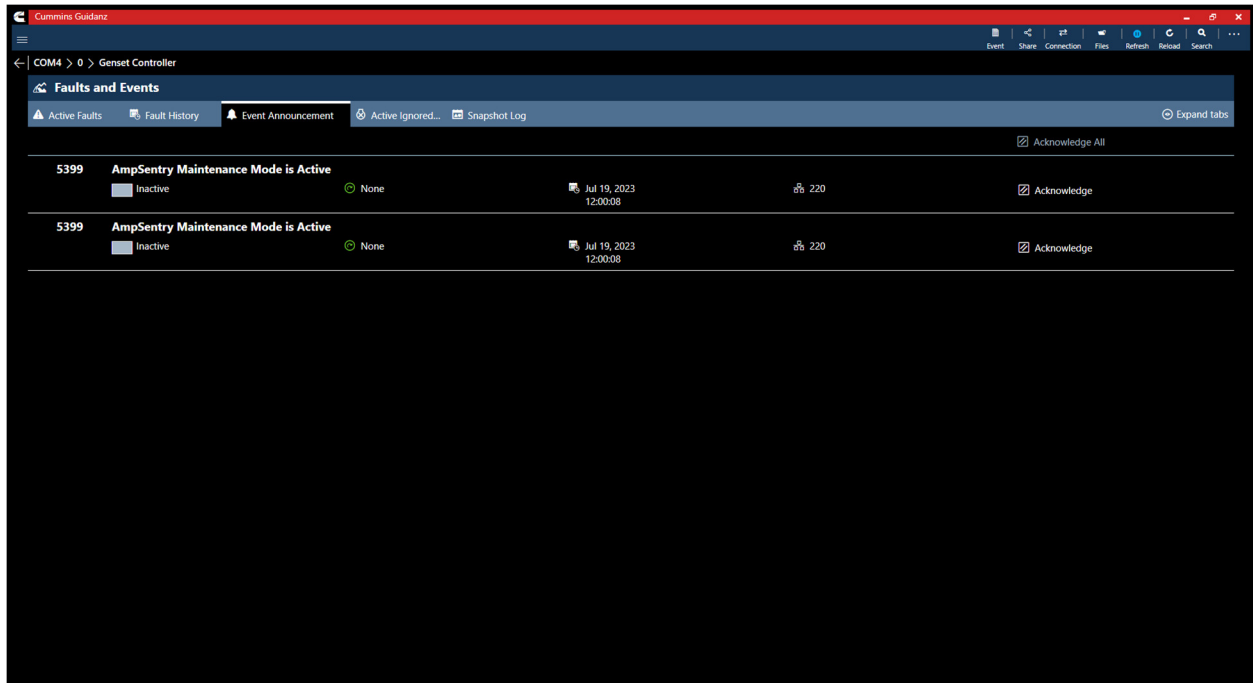 Cummins Guidanz
Event Share Connection Files Refresh Reload Search
COM4 > 0 > Genset Controller
Faults and Events
Active Faults Fault History Event Announcement Active Ignored... Snapshot Log Expand tabs
Acknowledge All
5399 AmpSentry Maintenance Mode is Active
Inactive None Jul 19, 2023 220 Acknowledge
12:00:08
5399 AmpSentry Maintenance Mode is Active
Inactive None Jul 19, 2023 220 Acknowledge
12:00:08